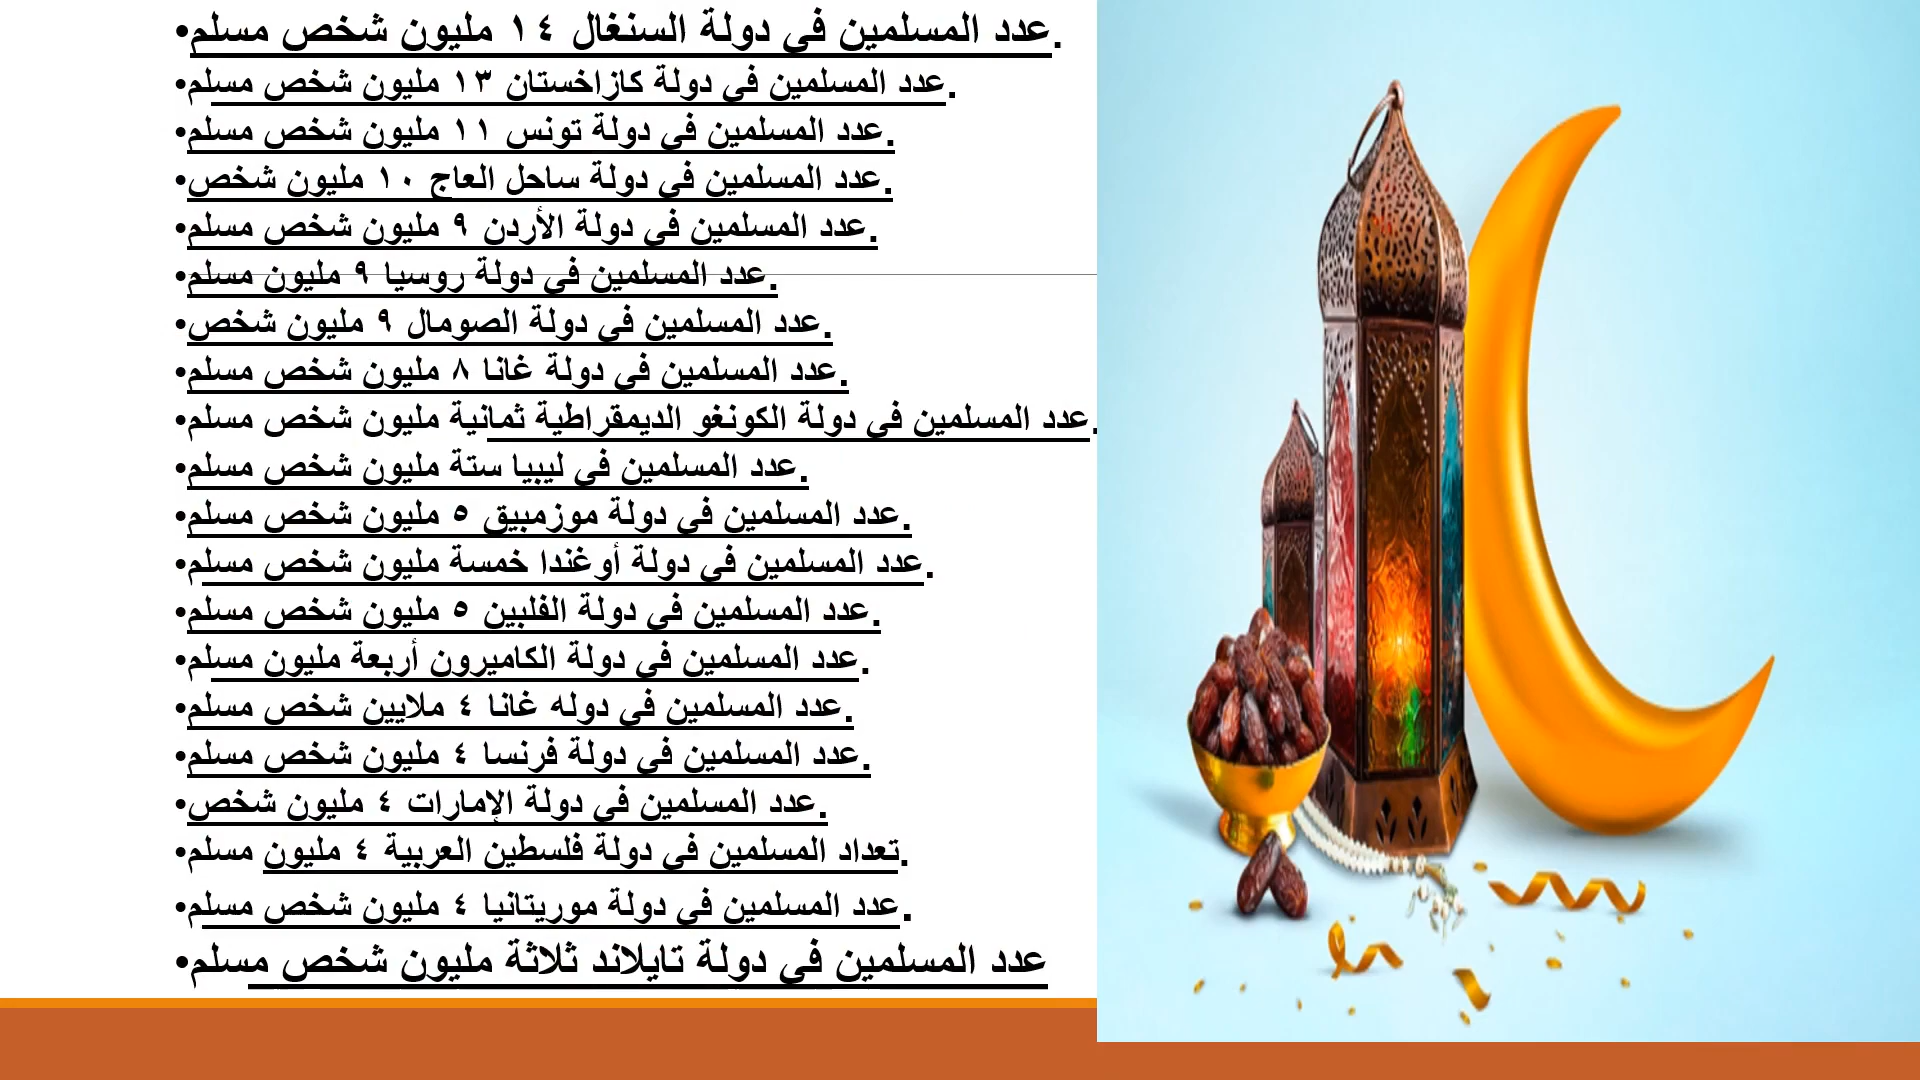 •عدد المسلمين في دولة السنغال ١٤ مليون شخص مسلم.
•عدد المسلمين في دولة كازاخستان ١٣ مليون شخص مسلم.
•عدد المسلمين في دولة تونس ١١ مليون شخص مسلم.
•عدد المسلمين في دولة ساحل العاج ١٠ مليون شخص.
•عدد المسلمين في دولة الأردن ٩ مليون شخص مسلم.
•عدد المسلمين في دولة روسيا ٩ مليون مسلم.
•عدد المسلمين في دولة الصومال ٩ مليون شخص.
•عدد المسلمين في دولة غانا ٨ مليون شخص مسلم.
•عدد المسلمين في دولة الكونغو الديمقراطية ثمانية مليون شخص مسلم.
•عدد المسلمين في ليبيا ستة مليون شخص مسلم.
•عدد المسلمين في دولة موزمبيق ٥ مليون شخص مسلم.
•عدد المسلمين في دولة أوغندا خمسة مليون شخص مسلم.
•عدد المسلمين في دولة الفلبين ٥ مليون شخص مسلم.
•عدد المسلمين في دولة الكاميرون أربعة مليون مسلم.
•عدد المسلمين في دوله غانا ٤ ملايين شخص مسلم.
•عدد المسلمين في دولة فرنسا ٤ مليون شخص مسلم.
•عدد المسلمين في دولة الإمارات ٤ مليون شخص.
•تعداد المسلمين في دولة فلسطين العربية ٤ مليون مسلم.
•عدد المسلمين في دولة موريتانيا ٤ مليون شخص مسلم.
•عدد المسلمين في دولة تايلاند ثلاثة مليون شخص مسلم